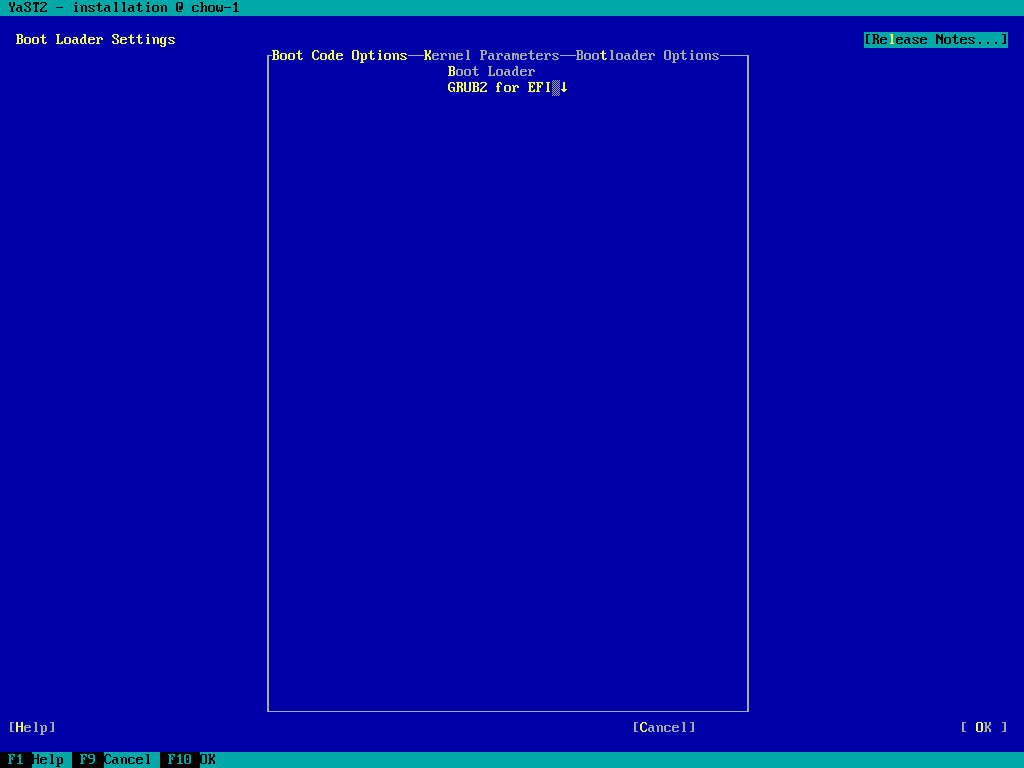 YaST2 - installation @ chow-1
Boot Loader Settings
[Release Notes...]
Boot Code Options Kernel Parameters Bootloader Options
Boot Loader
GRUB2 for EFI ↓
[Help] [Cancel] [ OK ]
F1 Help F9 Cancel F10 OK